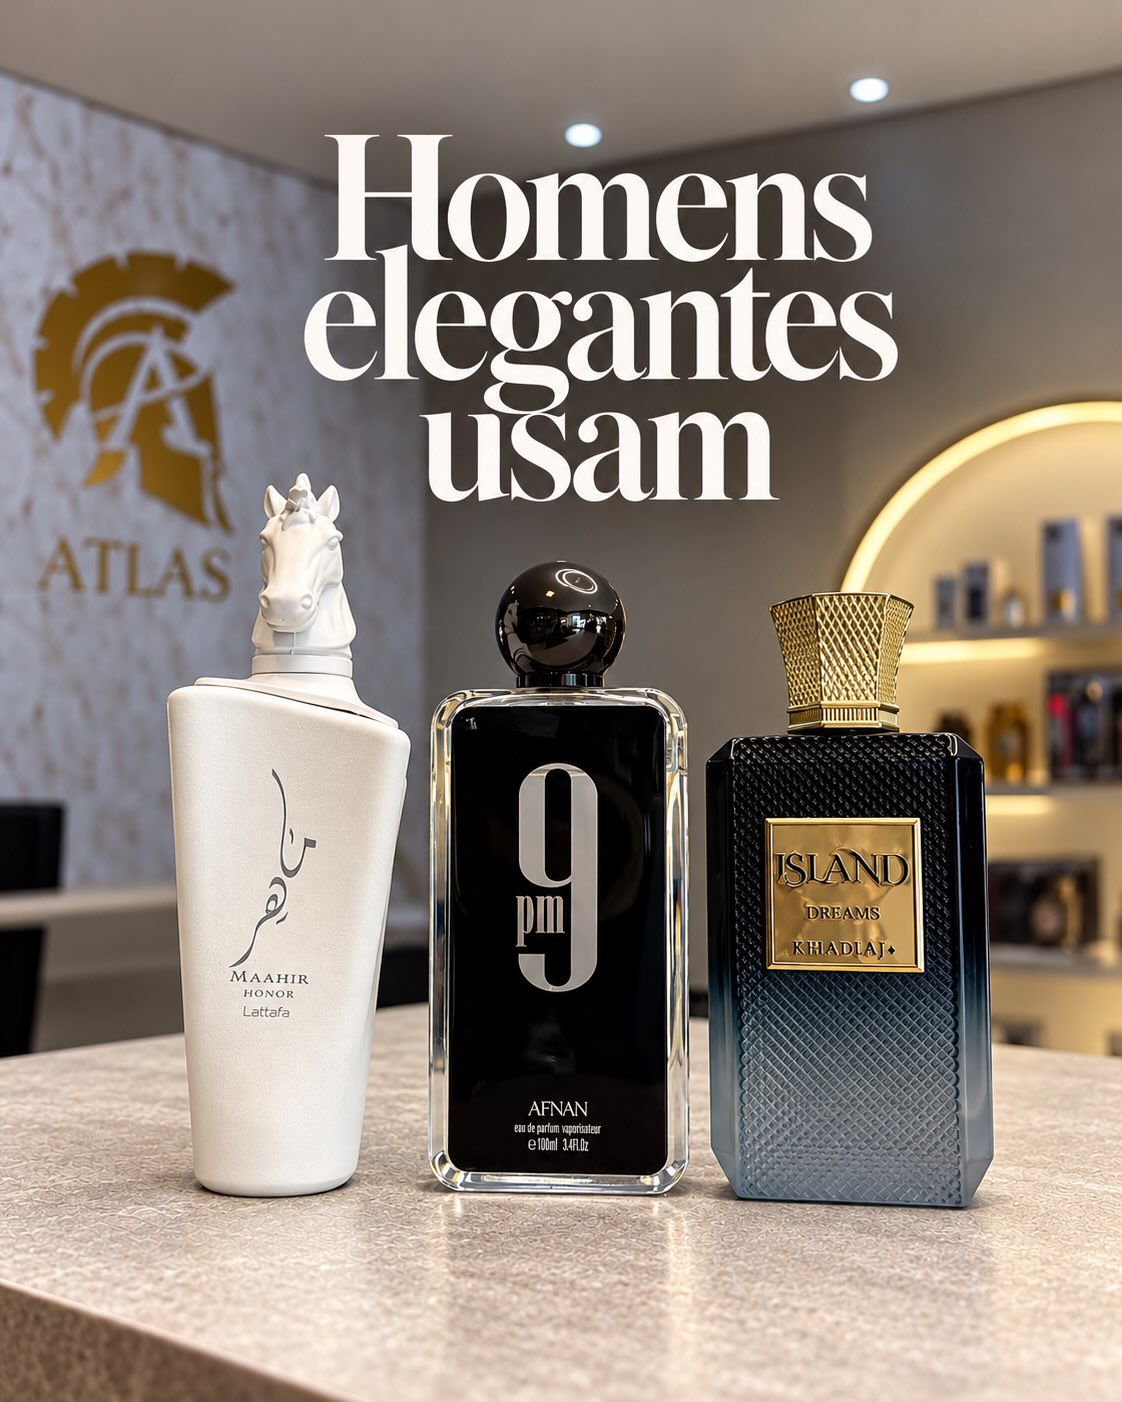 Homens
elegantes
usam
ATLAS
ماهر
MAAHIR
HONOR
Lattafa
9
pm
AFNAN
eau de parfum vaporisateur
e 100ml 3.4Fl.Oz
ISLAND
DREAMS
KHADLAJ